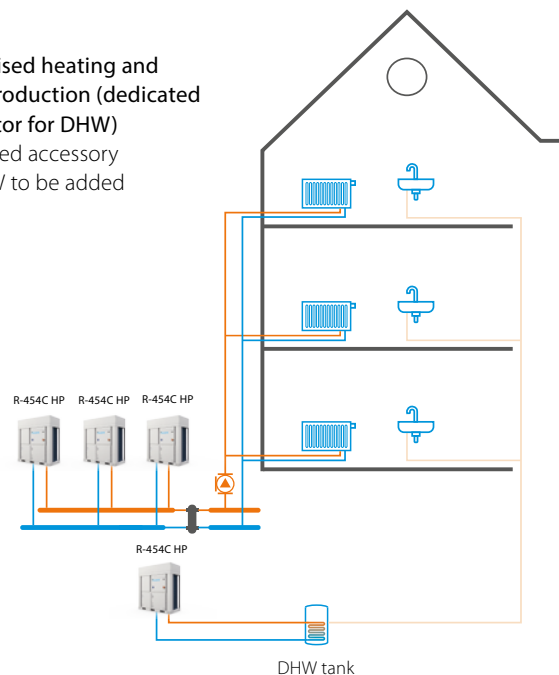 ised heating and
roduction (dedicated
tor for DHW)
ed accessory
to be added
R-454C HP R-454C HP R-454C HP
R-454C HP
DHW tank